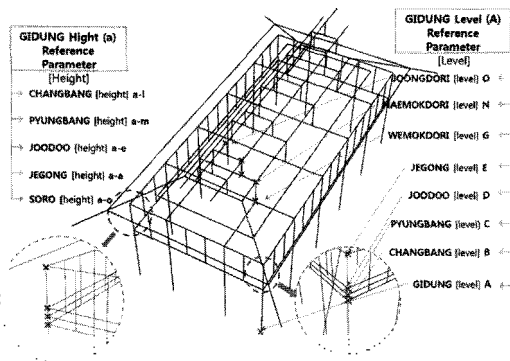 GIDUNG Hight (a)
Reference
Parameter
[Height]
CHANGBANG [height] a-l
PYUNGBANG [height] a-m
JOODOO [height] a-e
JEGONG [height] a-a
SORO [height] a-o
GIDUNG Level (A)
Reference
Parameter
[Level]
JOONGDORI [level] O
NAEMOKDORI [level] N
WEMOKDORI [level] G
JEGONG [level] E
JOODOO [level] D
PYUNGBANG [level] C
CHANGBANG [level] B
GIDUNG [level] A